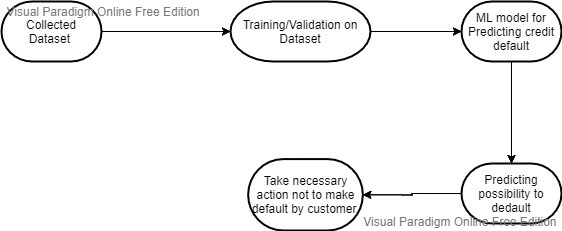 Visual Paradigm Online Free Edition
Collected
Dataset
Training/Validation on
Dataset
ML model for
Predicting credit
default
Predicting
possibility to
dedault
Take necessary
action not to make
default by customer
Visual Paradigm Online Free Edition